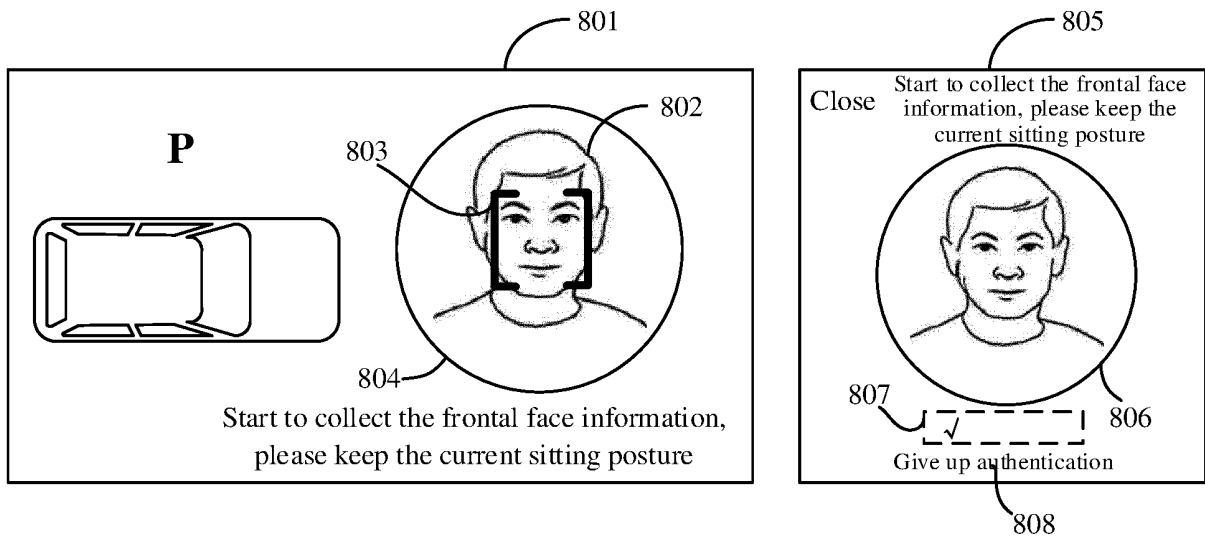 801
805
Close
Start to collect the frontal face
information, please keep the
current sitting posture
802
P
803
804
Start to collect the frontal face information,
please keep the current sitting posture
807
√
806
Give up authentication
808